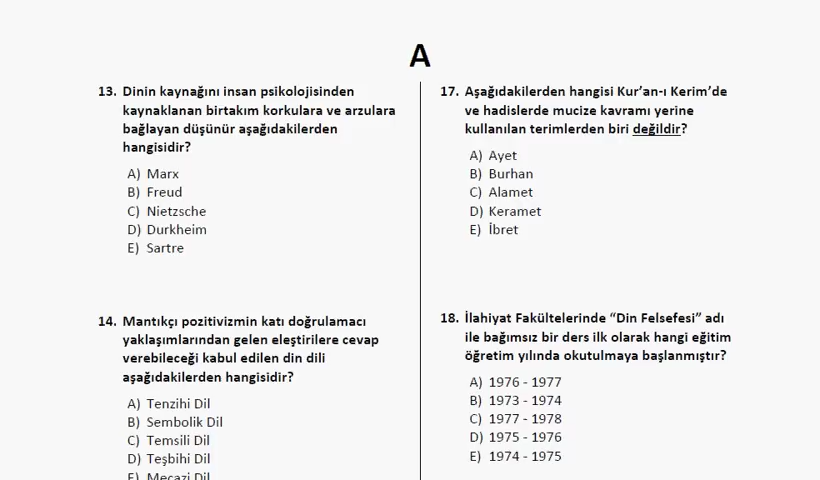 A
13. Dinin kaynağını insan psikolojisinden
kaynaklanan birtakım korkulara ve arzulara
bağlayan düşünür aşağıdakilerden
hangisidir?
A) Marx
B) Freud
C) Nietzsche
D) Durkheim
E) Sartre
14. Mantıkçı pozitivizmin katı doğrulamacı
yaklaşımlarından gelen eleştirilere cevap
verebileceği kabul edilen din dili
aşağıdakilerden hangisidir?
A) Tenzihi Dil
B) Sembolik Dil
C) Temsili Dil
D) Teşbihi Dil
E) Mecazi Dil
17. Aşağıdakilerden hangisi Kur’an-ı Kerim’de
ve hadislerde mucize kavramı yerine
kullanılan terimlerden biri değildir?
A) Ayet
B) Burhan
C) Alamet
D) Keramet
E) İbret
18. İlahiyat Fakültelerinde “Din Felsefesi” adı
ile bağımsız bir ders ilk olarak hangi eğitim
öğretim yılında okutulmaya başlanmıştır?
A) 1976 - 1977
B) 1973 - 1974
C) 1977 - 1978
D) 1975 - 1976
E) 1974 - 1975